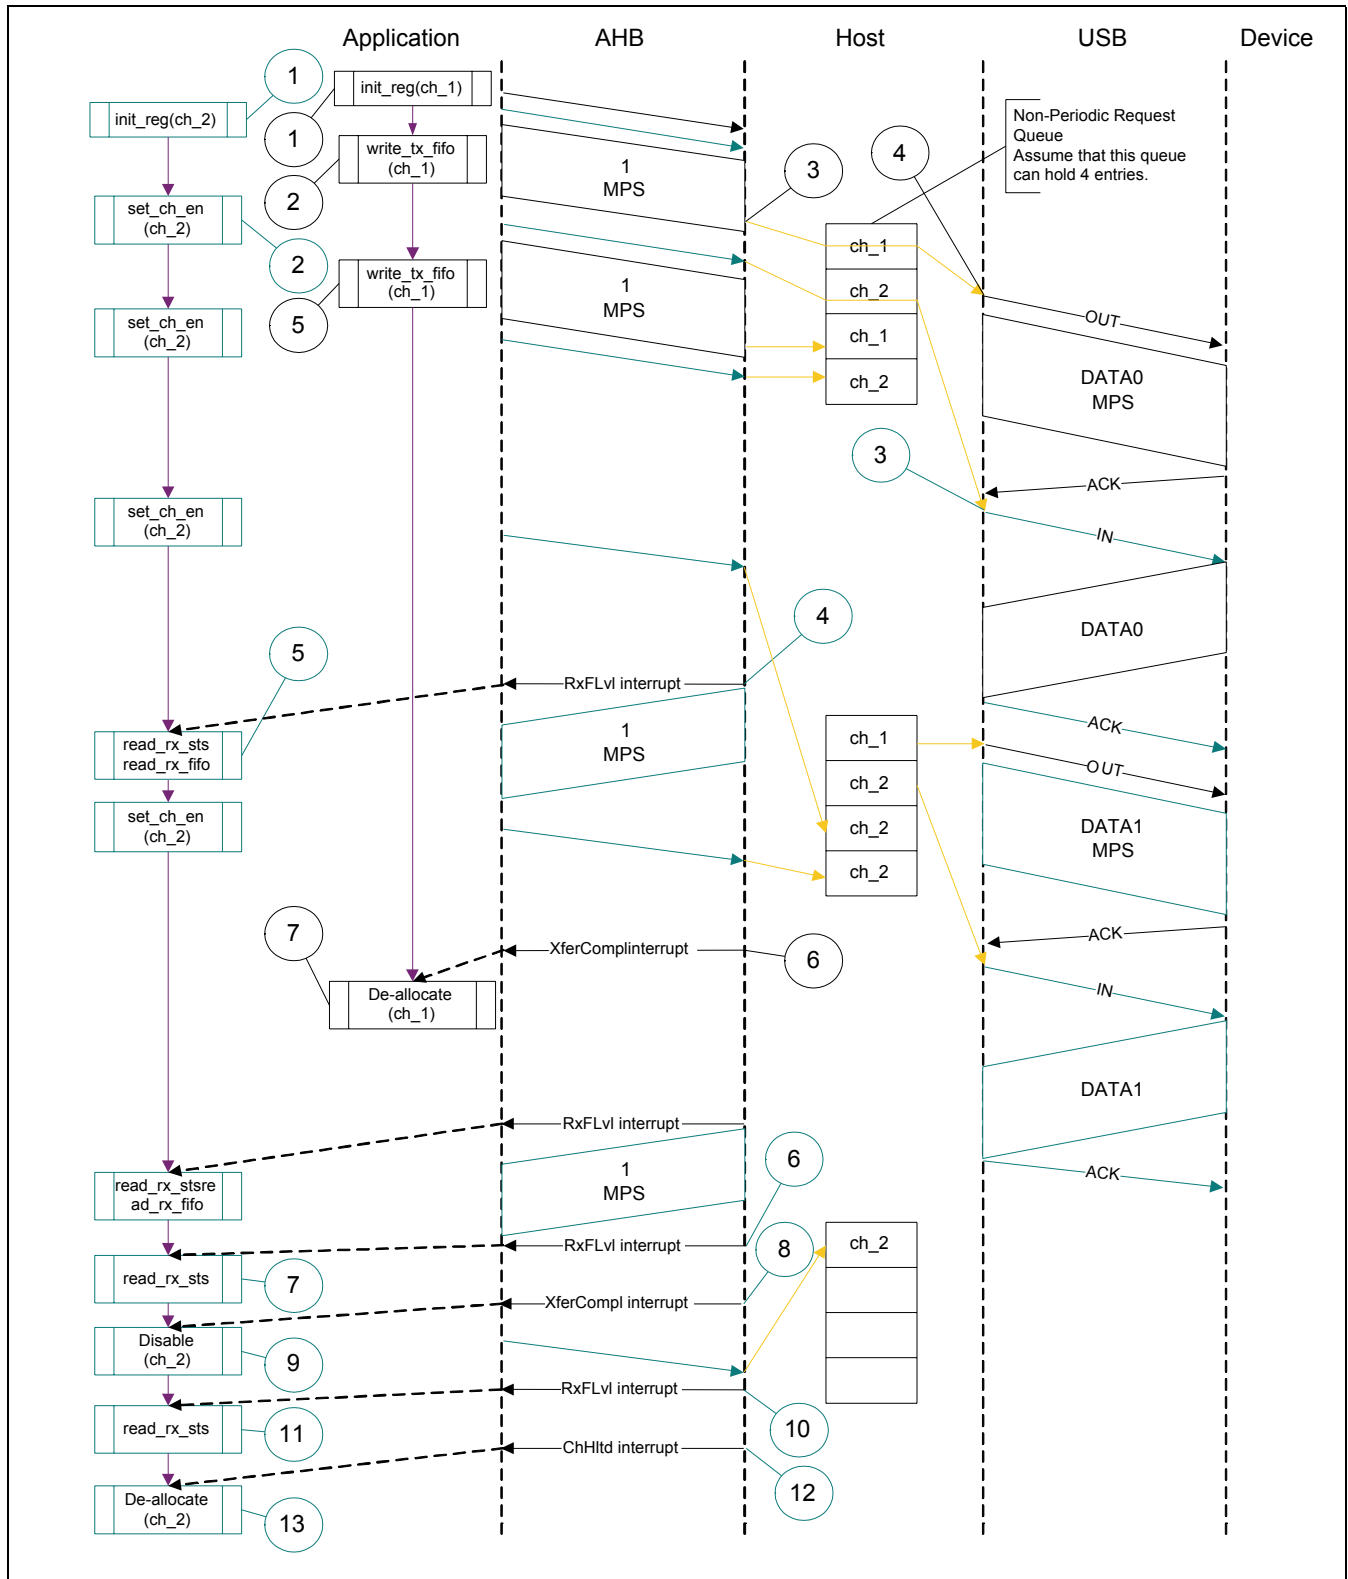 Application
AHB
Host
USB
Device
1
init_reg(ch_1)
init_reg(ch_2)
1
write_tx_fifo
(ch_1)
2
1
MPS
3
4
Non-Periodic Request
Queue
Assume that this queue
can hold 4 entries.
set_ch_en
(ch_2)
2
ch_1
ch_2
ch_1
ch_2
write_tx_fifo
(ch_1)
5
1
MPS
set_ch_en
(ch_2)
OUT
DATA0
MPS
3
ACK
set_ch_en
(ch_2)
IN
DATA0
4
5
RxFLvl interrupt
read_rx_sts
read_rx_fifo
1
MPS
ch_1
ch_2
ch_2
ch_2
ACK
OUT
set_ch_en
(ch_2)
DATA1
MPS
7
XferComplinterrupt
6
ACK
De-allocate
(ch_1)
IN
DATA1
RxFLvl interrupt
read_rx_stsre
ad_rx_fifo
1
MPS
6
ACK
RxFLvl interrupt
8
ch_2
read_rx_sts
7
XferCompl interrupt
Disable
(ch_2)
9
RxFLvl interrupt
10
read_rx_sts
11
ChHltd interrupt
12
De-allocate
(ch_2)
13